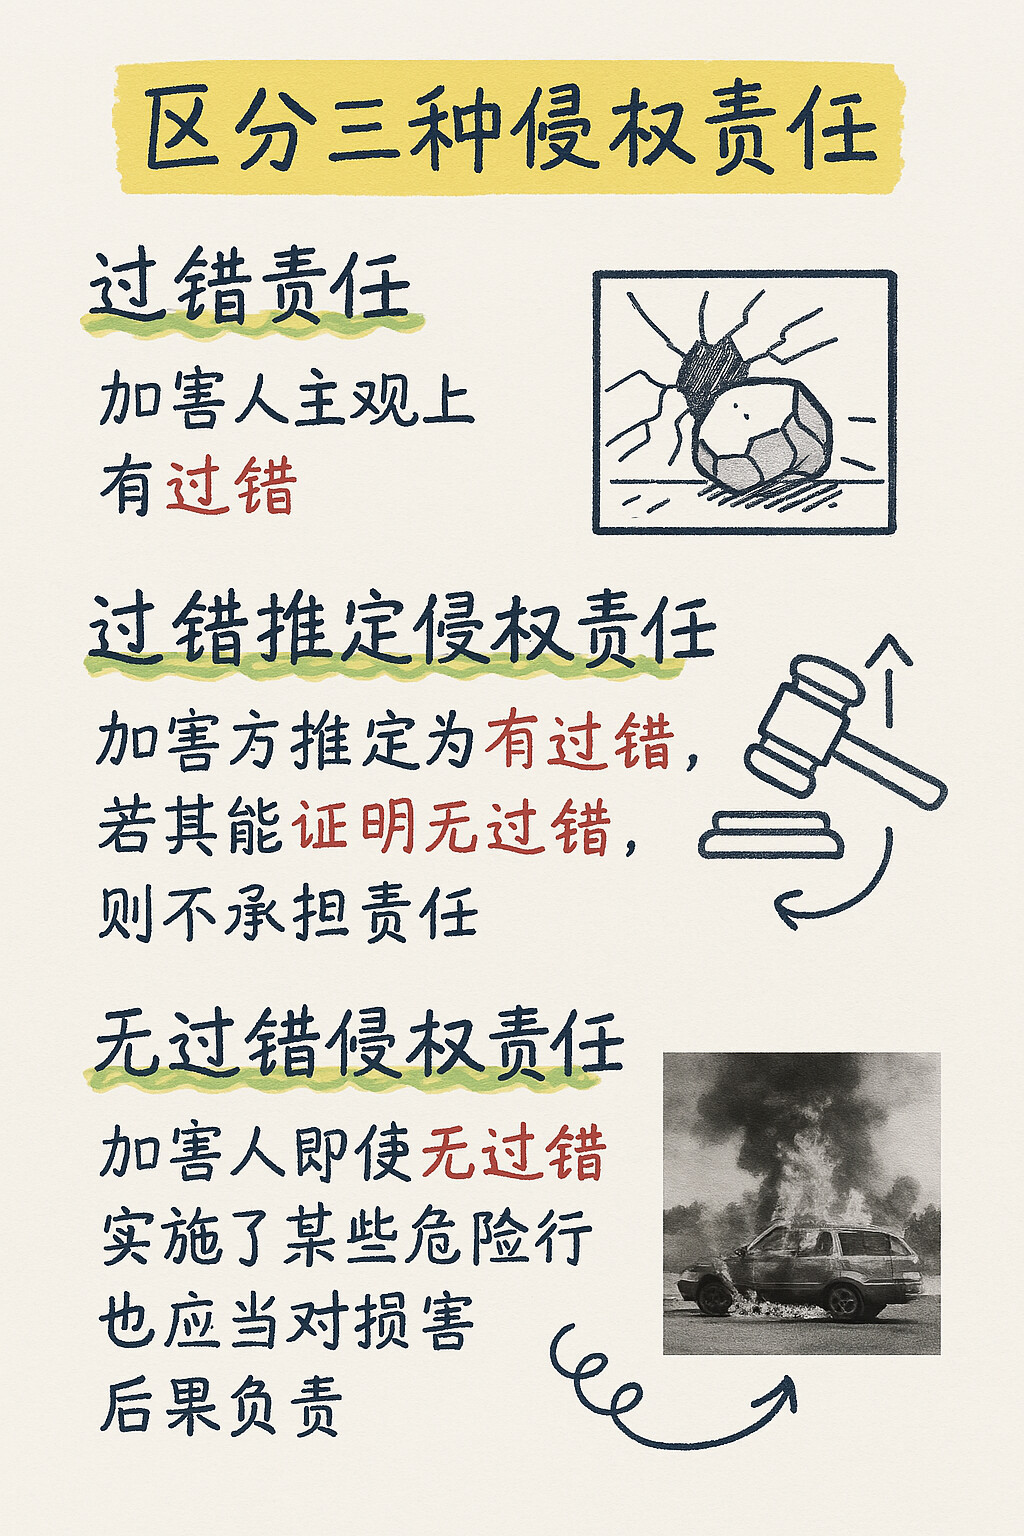 区分三种侵权责任
过错责任
加害人主观上
有过错
过错推定侵权责任
加害方推定为有过错，
若其能证明无过错，
则不承担责任
无过错侵权责任
加害人即使无过错
实施了某些危险行
也应当对损害
后果负责